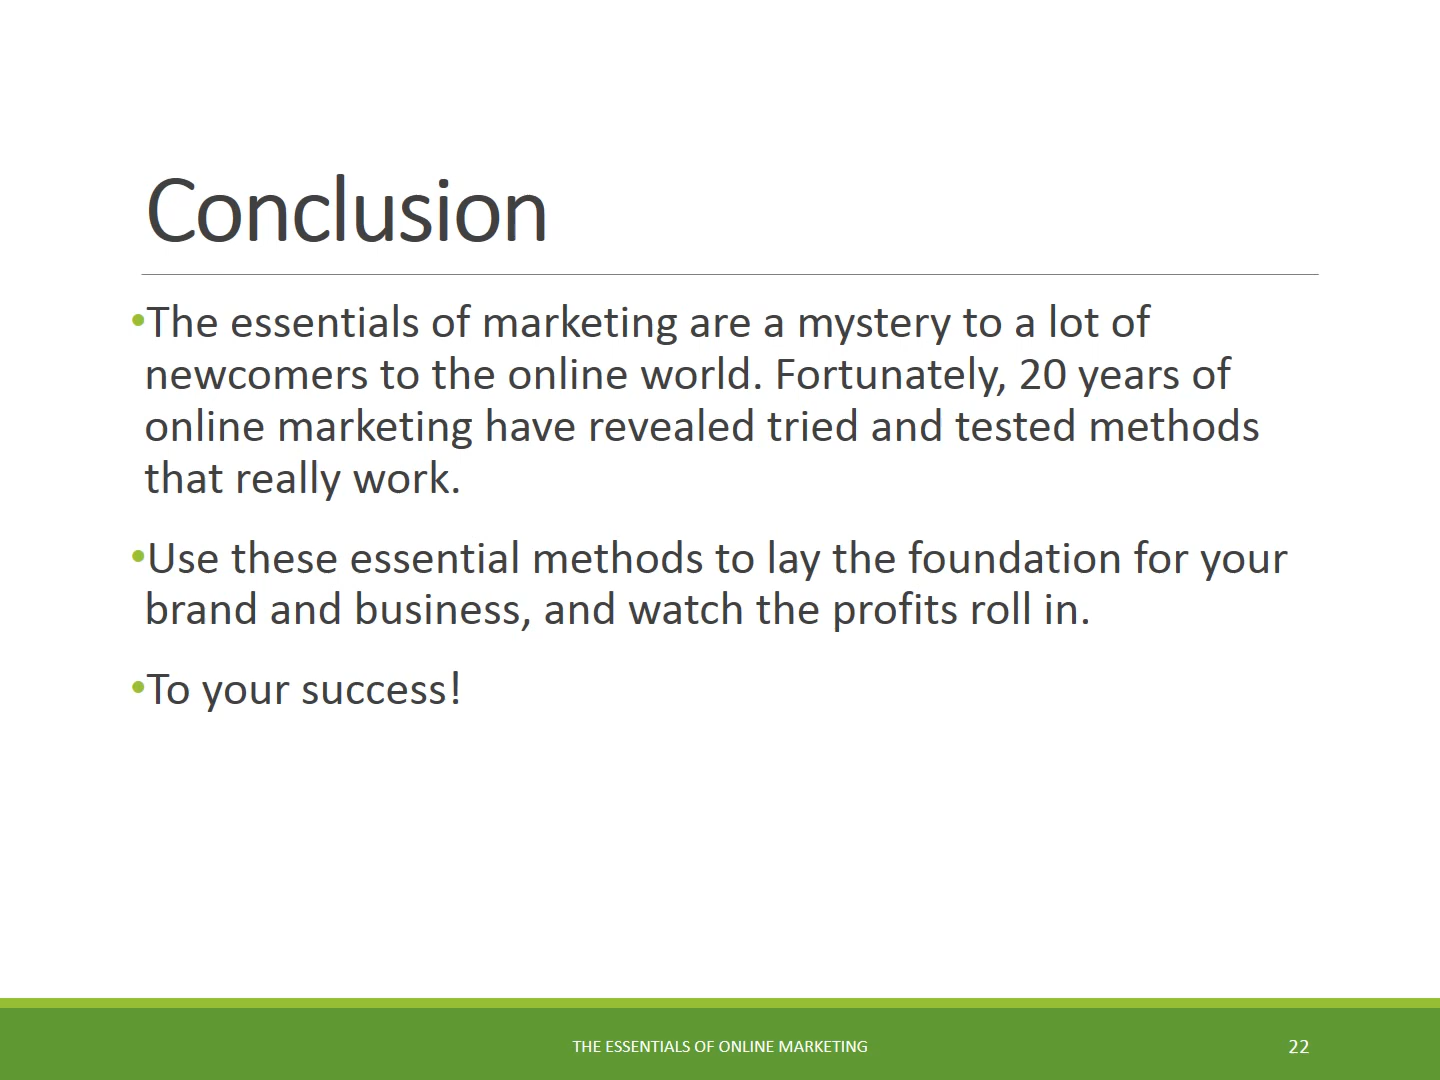 Conclusion
•The essentials of marketing are a mystery to a lot of
newcomers to the online world. Fortunately, 20 years of
online marketing have revealed tried and tested methods
that really work.
•Use these essential methods to lay the foundation for your
brand and business, and watch the profits roll in.
•To your success!
THE ESSENTIALS OF ONLINE MARKETING
22